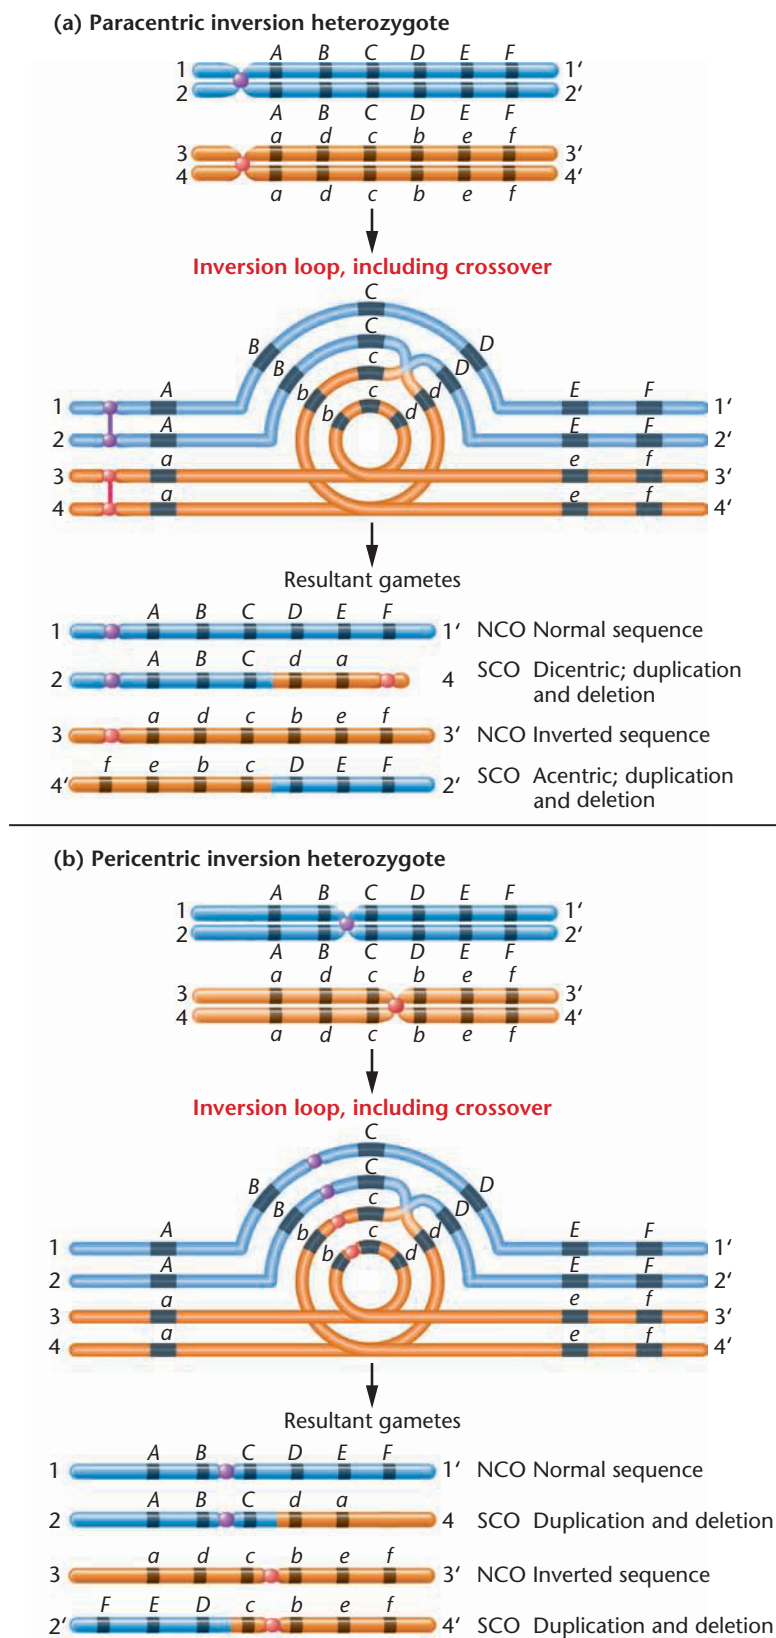 (a) Paracentric inversion heterozygote
A B C D E F
1 1′
2 2′
A B C D E F
a d c b e f
3 3′
4 4′
a d c b e f
Inversion loop, including crossover
C
C
B D
c
B D
b d
c
A b d E F
1 1′
A E F
2 2′
a e f
3 3′
a e f
4 4′
Resultant gametes
A B C D E F
1 1′ NCO Normal sequence
A B C d a
2 4 SCO Dicentric; duplication
and deletion
a d c b e f
3 3′ NCO Inverted sequence
f e b c D E F
4′ 2′ SCO Acentric; duplication
and deletion
(b) Pericentric inversion heterozygote
A B C D E F
1 1′
2 2′
A B C D E F
a d c b e f
3 3′
4 4′
a d c b e f
Inversion loop, including crossover
C
C
B D
c
B D
b d
c
A b d E F
1 1′
A E F
2 2′
a e f
3 3′
a e f
4 4′
Resultant gametes
A B C D E F
1 1′ NCO Normal sequence
A B C d a
2 4 SCO Duplication and deletion
a d c b e f
3 3′ NCO Inverted sequence
F E D c b e f
2′ 4′ SCO Duplication and deletion